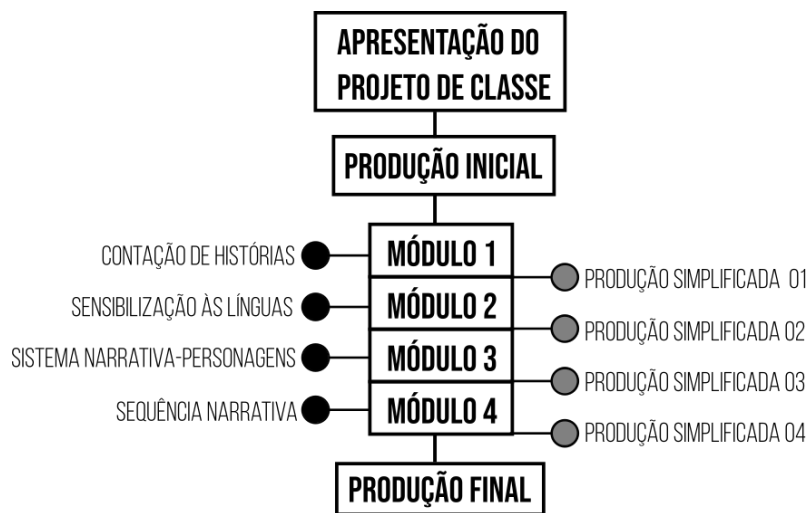 APRESENTAÇÃO DO
PROJETO DE CLASSE
PRODUÇÃO INICIAL
CONTAÇÃO DE HISTÓRIAS
MÓDULO 1
PRODUÇÃO SIMPLIFICADA 01
SENSIBILIZAÇÃO ÀS LÍNGUAS
MÓDULO 2
PRODUÇÃO SIMPLIFICADA 02
SISTEMA NARRATIVA-PERSONAGENS
MÓDULO 3
PRODUÇÃO SIMPLIFICADA 03
SEQUÊNCIA NARRATIVA
MÓDULO 4
PRODUÇÃO SIMPLIFICADA 04
PRODUÇÃO FINAL